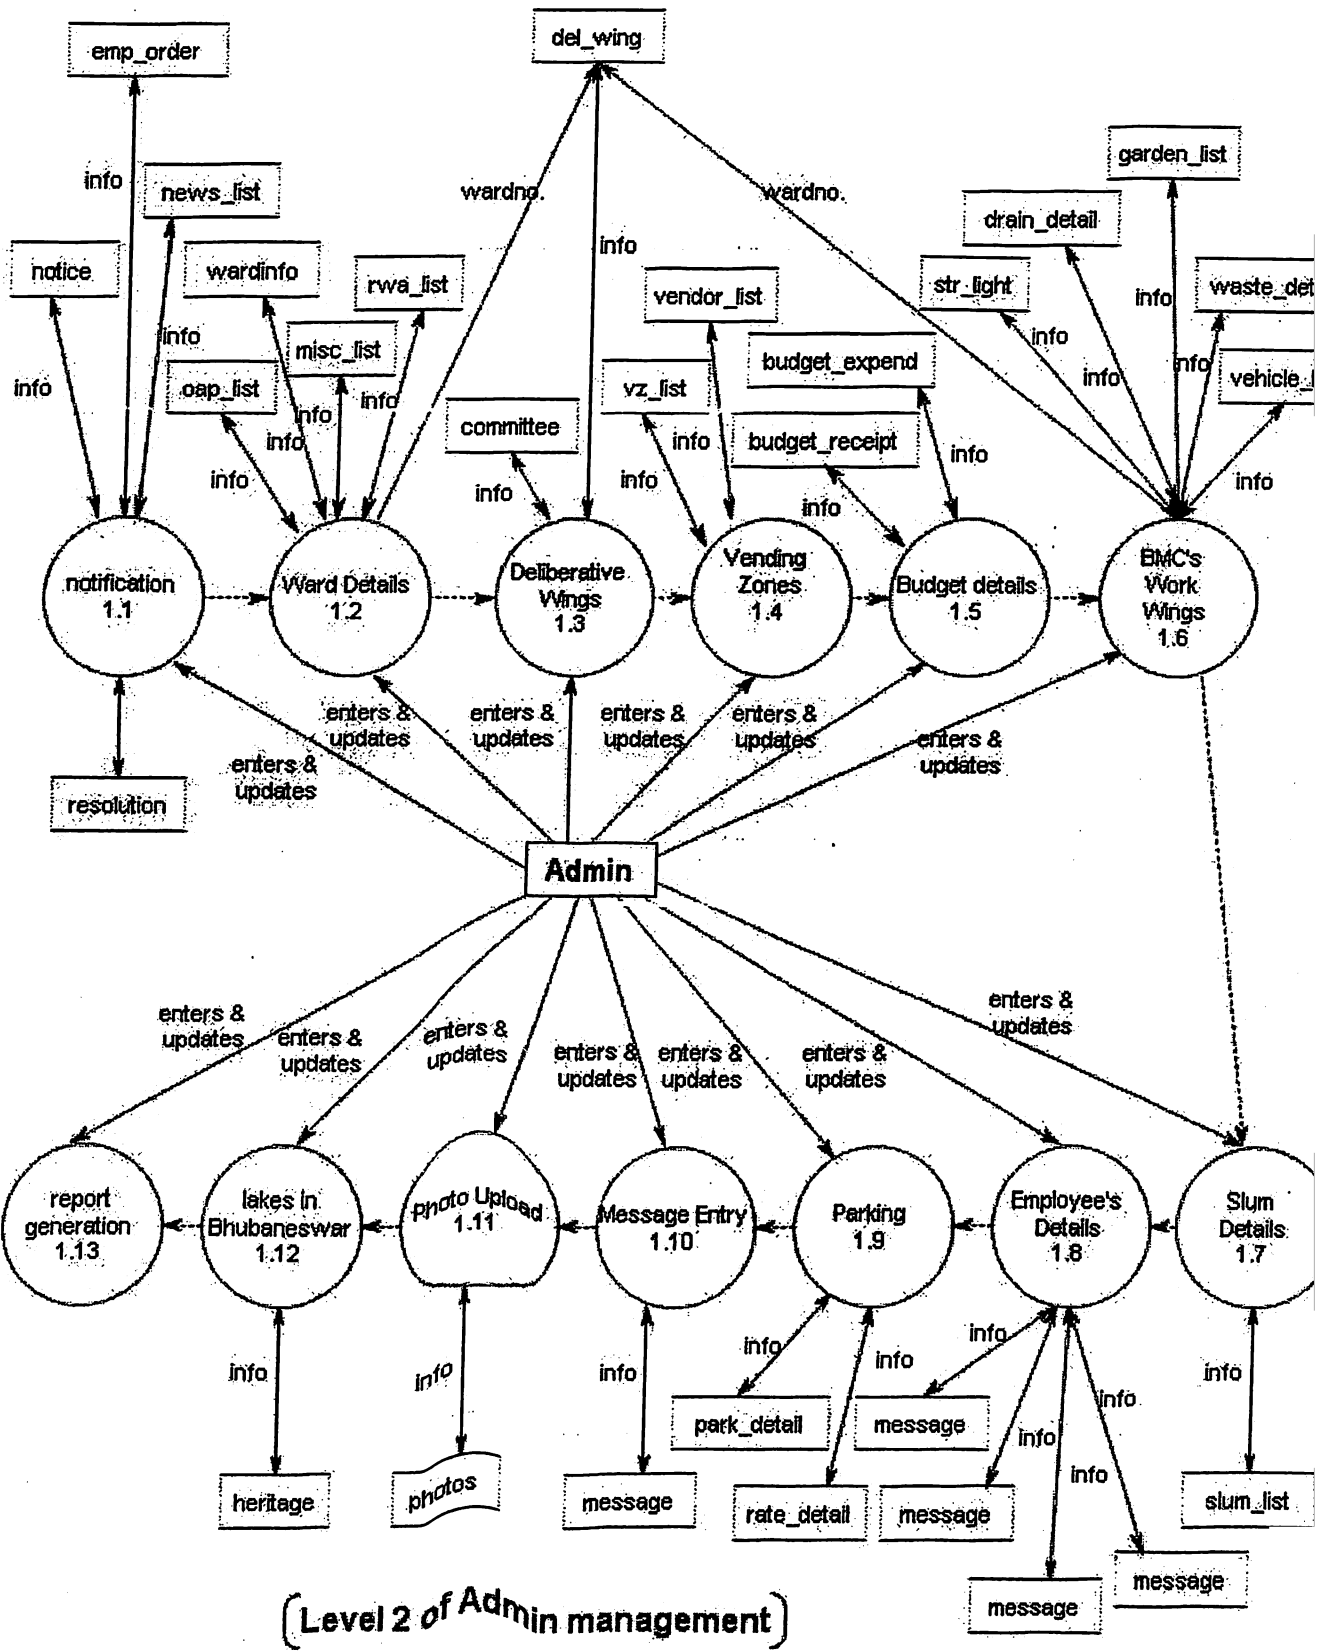 emp_order
del_wing
garden_list
info
news_list
wardno.
wardno.
drain_detail
info
notice
wardinfo
rwa_list
vendor_list
str_light
info
waste_det
info
misc_list
budget_expend
info
info
oap_list
vz_list
info
info
vehicle_
info
info
info
info
committee
info
budget_receipt
info
info
info
info
info
info
info
notification
1.1
Ward Details
1.2
Deliberative
Wings
1.3
Vending
Zones
1.4
Budget details
1.5
BMC's
Work
Wings
1.6
enters &
updates
enters &
updates
enters &
updates
enters &
updates
enters &
updates
enters &
updates
resolution
Admin
enters &
updates
enters &
updates
enters &
updates
enters &
updates
enters &
updates
enters &
updates
enters &
updates
report
generation
1.13
lakes in
Bhubaneswar
1.12
Photo Upload
1.11
Message Entry
1.10
Parking
1.9
Employee's
Details
1.8
Slum
Details
1.7
info
info
info
info
info
info
info
info
info
info
info
park_detail
message
heritage
photos
message
rate_detail
message
slum_list
message
message
(Level 2 of Admin management)